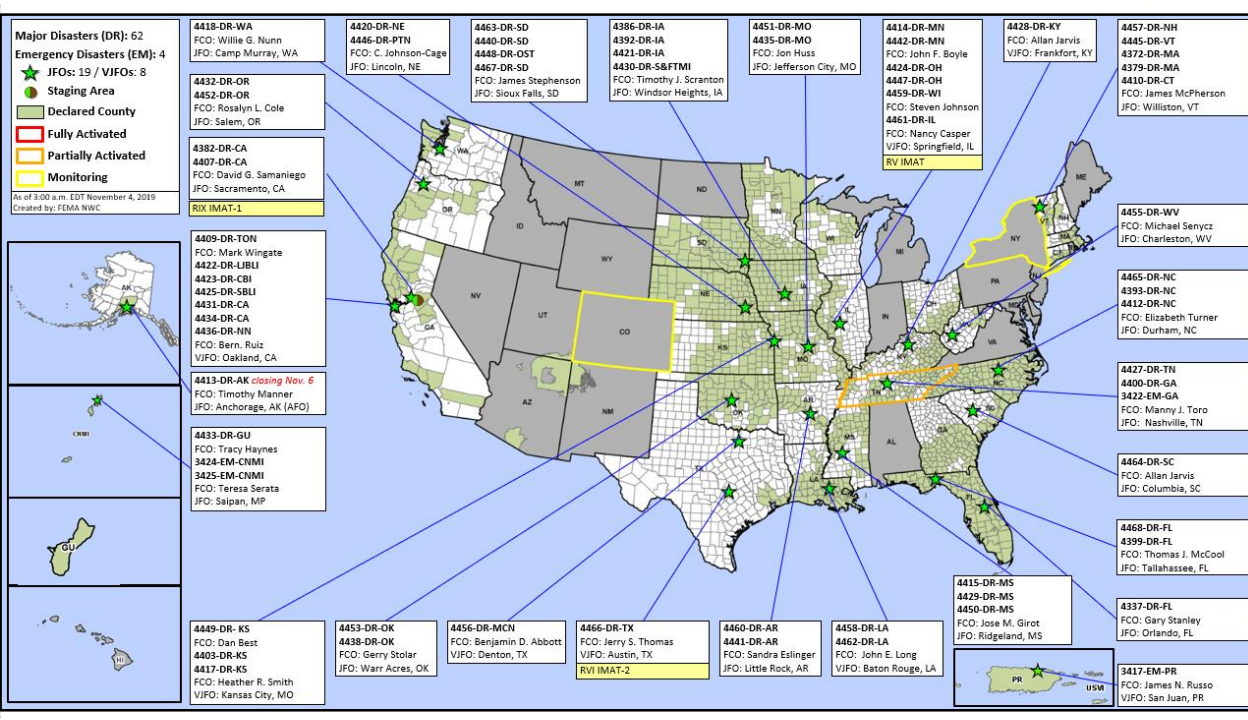 Major Disasters (DR): 62
Emergency Disasters (EM): 4
JFOs: 19 / VJFOs: 8
Staging Area
Declared County
Fully Activated
Partially Activated
Monitoring
As of 3:00 a.m. EDT November 4, 2019
Created by: FEMA NWC
4418-DR-WA
FCO: Willie G. Nunn
JFO: Camp Murray, WA
4420-DR-NE
4446-DR-PTN
FCO: C. Johnson-Cage
JFO: Lincoln, NE
4463-DR-SD
4440-DR-SD
4448-DR-OST
4467-DR-SD
FCO: James Stephenson
JFO: Sioux Falls, SD
4386-DR-IA
4392-DR-IA
4421-DR-IA
4430-DR-S&FTMI
FCO: Timothy J. Scranton
JFO: Windsor Heights, IA
4451-DR-MO
4435-DR-MO
FCO: Jon Huss
JFO: Jefferson City, MO
4414-DR-MN
4442-DR-MN
FCO: John F. Boyle
4424-DR-OH
4447-DR-OH
4459-DR-WI
FCO: Steven Johnson
4461-DR-IL
FCO: Nancy Casper
VJFO: Springfield, IL
RV IMAT
4428-DR-KY
FCO: Allan Jarvis
VJFO: Frankfort, KY
4457-DR-NH
4445-DR-VT
4372-DR-MA
4379-DR-MA
4410-DR-CT
FCO: James McPherson
JFO: Williston, VT
4432-DR-OR
4452-DR-OR
FCO: Rosalyn L. Cole
JFO: Salem, OR
4382-DR-CA
4407-DR-CA
FCO: David G. Samaniego
JFO: Sacramento, CA
RIX IMAT-1
4409-DR-TON
FCO: Mark Wingate
4422-DR-LJBLI
4423-DR-CBI
4425-DR-SBLI
4431-DR-CA
4434-DR-CA
4436-DR-NN
FCO: Bern. Ruiz
VJFO: Oakland, CA
4413-DR-AK closing Nov. 6
FCO: Timothy Manner
JFO: Anchorage, AK (AFO)
4433-DR-GU
FCO: Tracy Haynes
3424-EM-CNMI
3425-EM-CNMI
FCO: Teresa Serata
JFO: Saipan, MP
4455-DR-WV
FCO: Michael Senycz
JFO: Charleston, WV
4465-DR-NC
4393-DR-NC
4412-DR-NC
FCO: Elizabeth Turner
JFO: Durham, NC
4427-DR-TN
4400-DR-GA
3422-EM-GA
FCO: Manny J. Toro
JFO: Nashville, TN
4464-DR-SC
FCO: Allan Jarvis
JFO: Columbia, SC
4468-DR-FL
4399-DR-FL
FCO: Thomas J. McCool
JFO: Tallahassee, FL
4337-DR-FL
FCO: Gary Stanley
JFO: Orlando, FL
3417-EM-PR
FCO: James N. Russo
VJFO: San Juan, PR
4449-DR- KS
FCO: Dan Best
4403-DR-KS
4417-DR-KS
FCO: Heather R. Smith
VJFO: Kansas City, MO
4453-DR-OK
4438-DR-OK
FCO: Gerry Stolar
JFO: Warr Acres, OK
4456-DR-MCN
FCO: Benjamin D. Abbott
VJFO: Denton, TX
4466-DR-TX
FCO: Jerry S. Thomas
VJFO: Austin, TX
RVI IMAT-2
4460-DR-AR
4441-DR-AR
FCO: Sandra Eslinger
JFO: Little Rock, AR
4458-DR-LA
4462-DR-LA
FCO: John E. Long
VJFO: Baton Rouge, LA
4415-DR-MS
4429-DR-MS
4450-DR-MS
FCO: Jose M. Girot
JFO: Ridgeland, MS
WA
OR
CA
NV
ID
MT
WY
UT
CO
AZ
NM
ND
SD
NE
KS
OK
TX
MN
IA
MO
AR
LA
WI
IL
MI
IN
OH
KY
TN
MS
AL
GA
FL
SC
NC
VA
PA
NY
NJ
MD
CT
MA
VT
NH
ME
AK
CNMI
GU
HI
PR
USVI